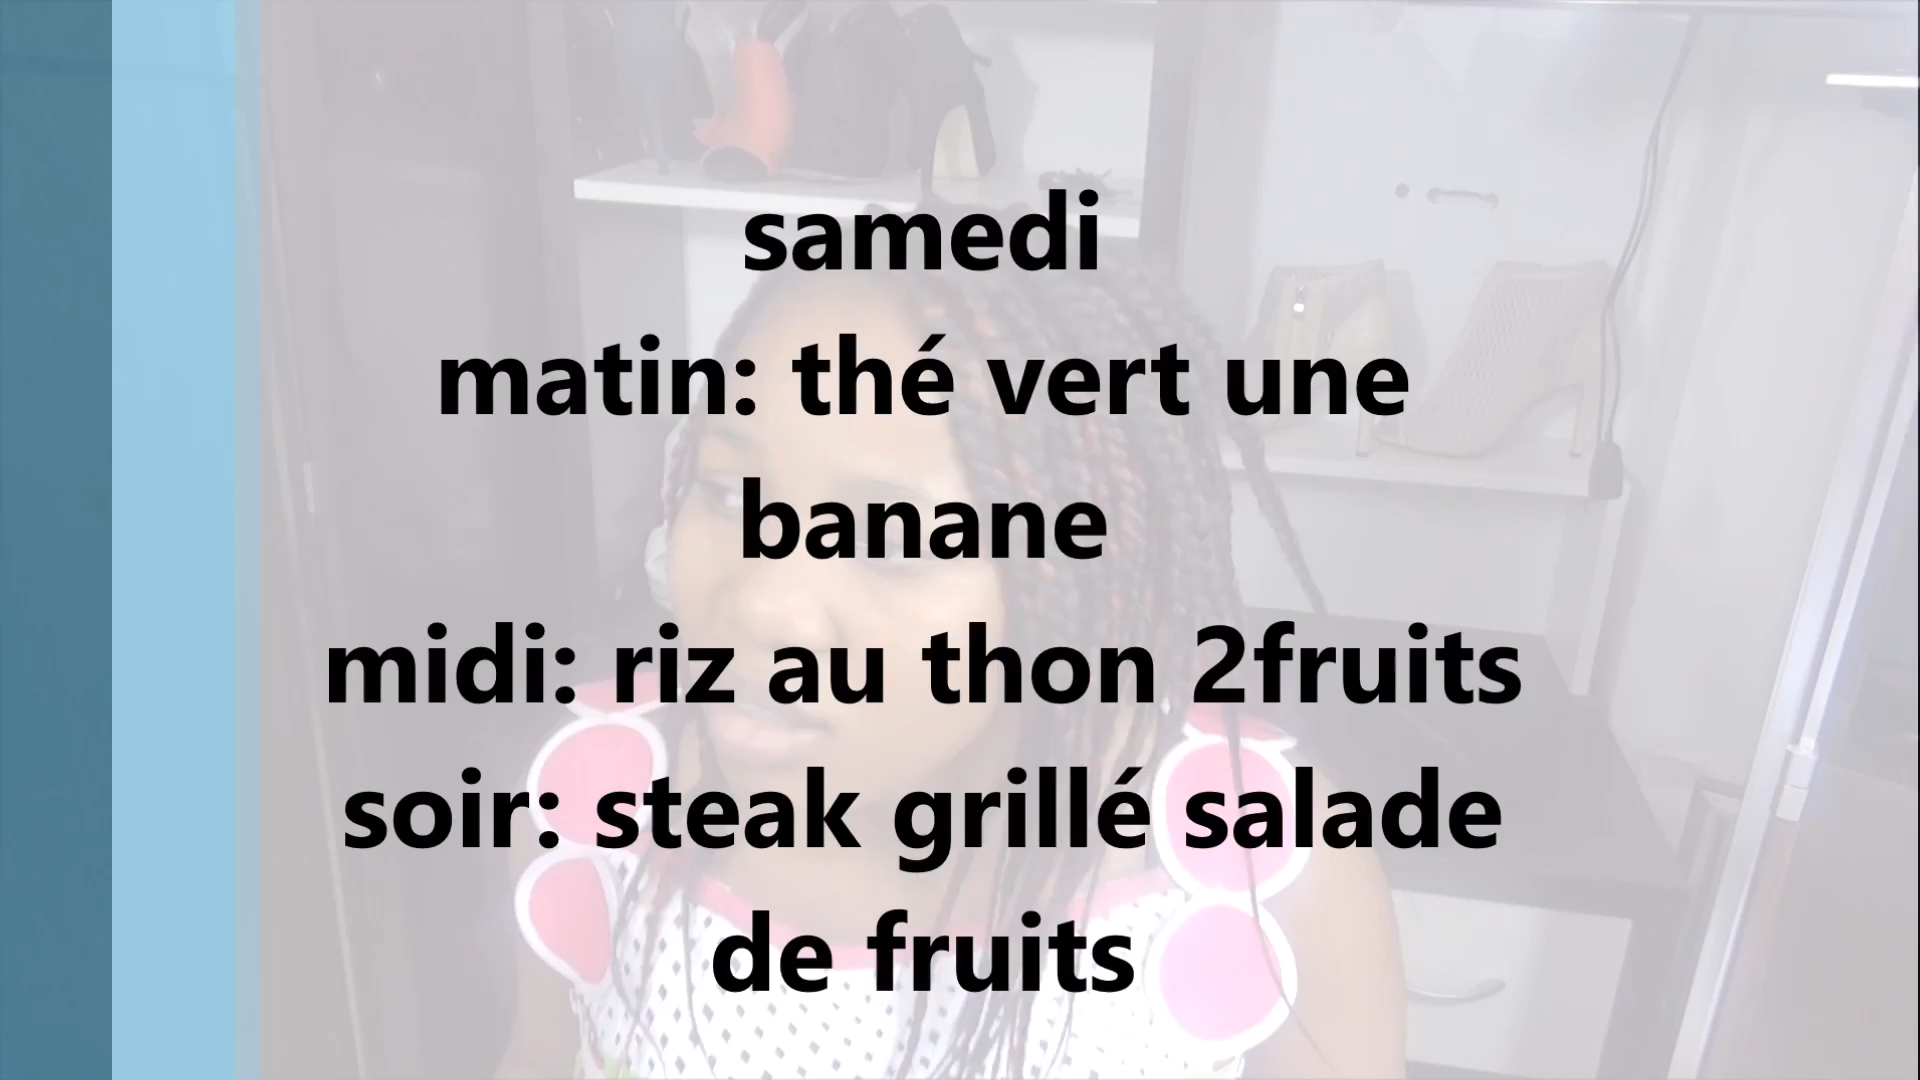 samedi
matin: thé vert une
banane
midi: riz au thon 2fruits
soir: steak grillé salade
de fruits